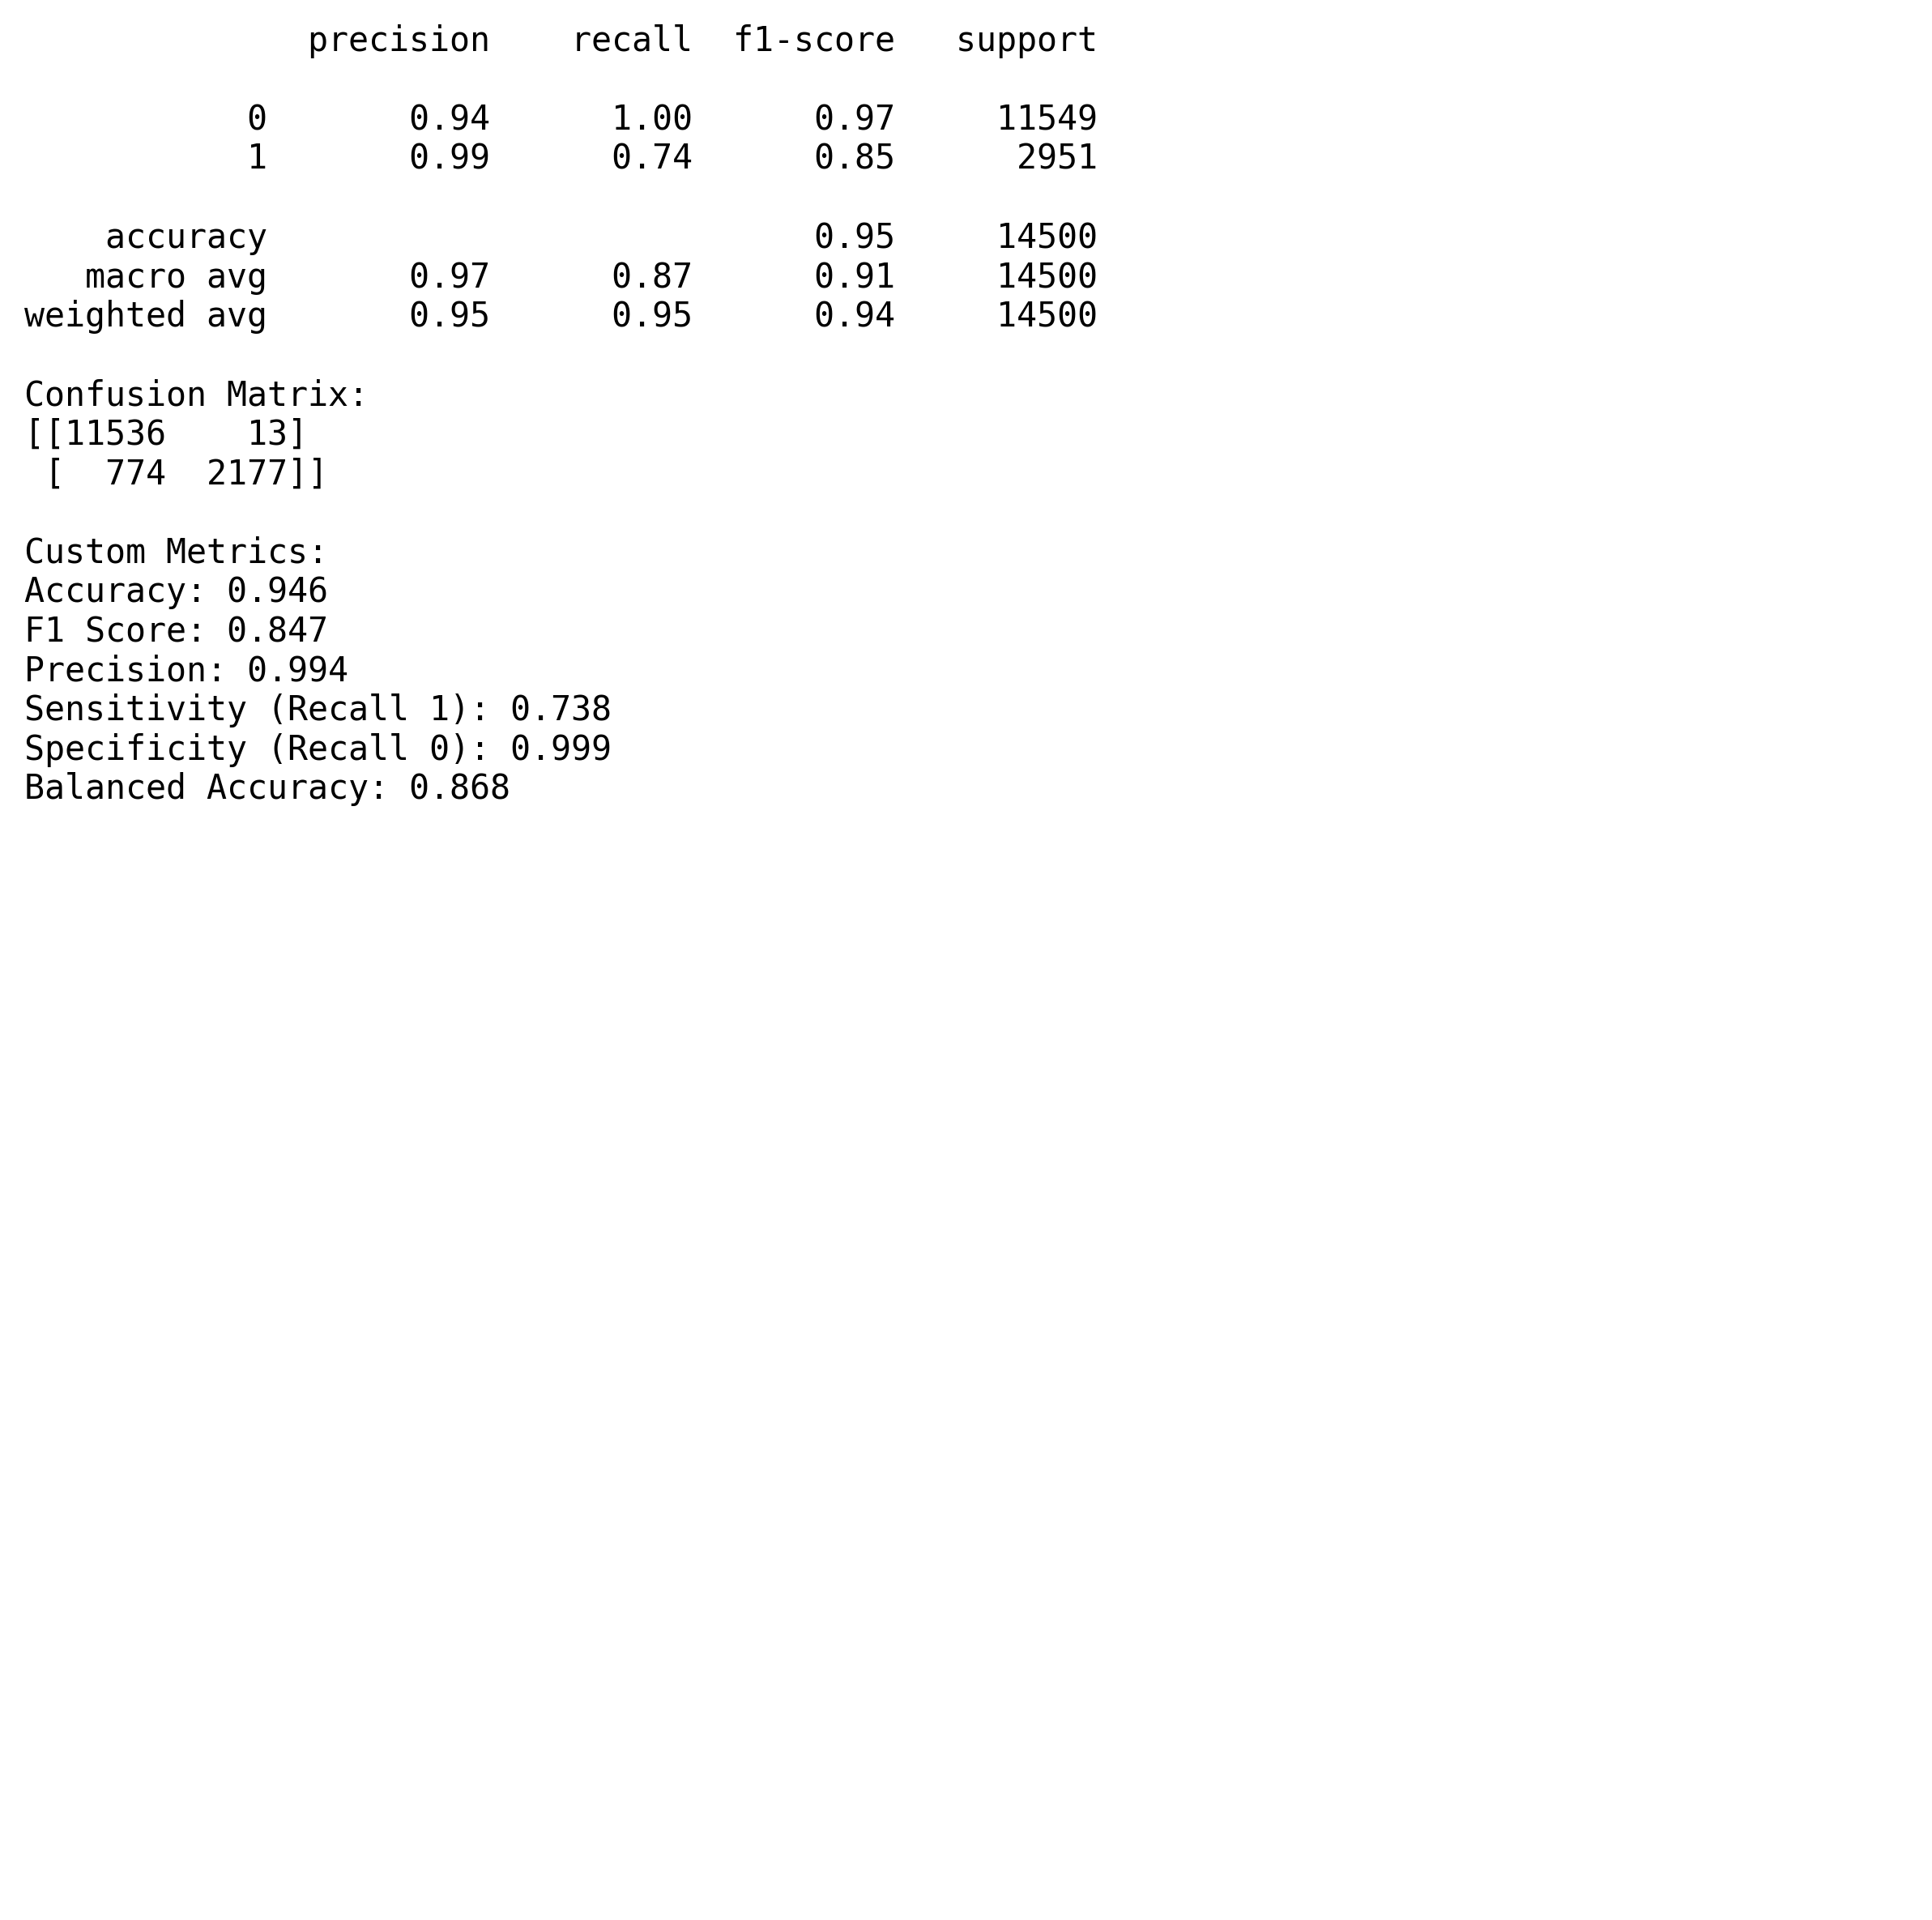 precision    recall  f1-score   support

           0       0.94      1.00      0.97     11549
           1       0.99      0.74      0.85      2951

    accuracy                           0.95     14500
   macro avg       0.97      0.87      0.91     14500
weighted avg       0.95      0.95      0.94     14500

Confusion Matrix:
[[11536    13]
 [  774  2177]]

Custom Metrics:
Accuracy: 0.946
F1 Score: 0.847
Precision: 0.994
Sensitivity (Recall 1): 0.738
Specificity (Recall 0): 0.999
Balanced Accuracy: 0.868